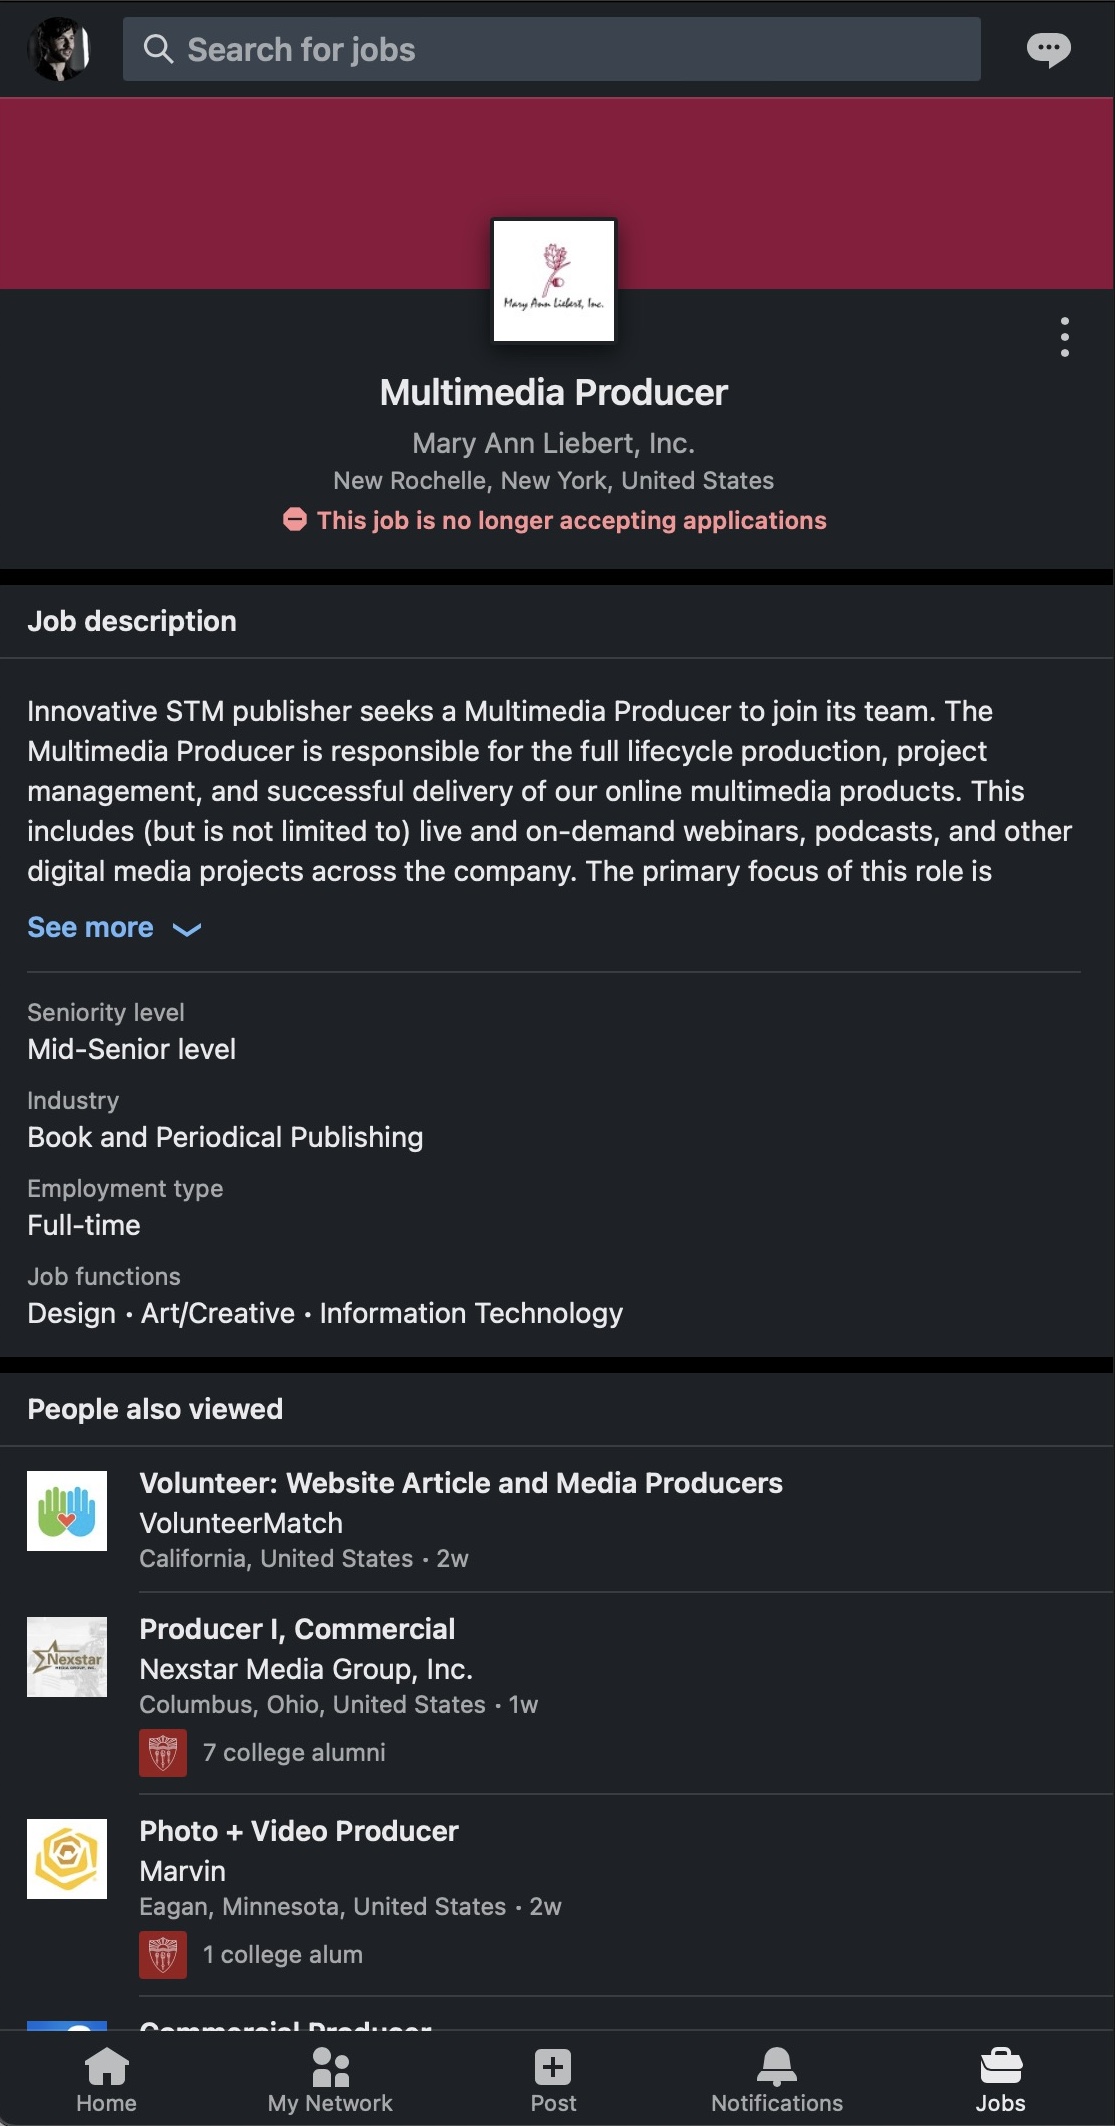 Search for jobs
Mary Ann Liebert, Inc.
Multimedia Producer
Mary Ann Liebert, Inc.
New Rochelle, New York, United States
This job is no longer accepting applications
Job description
Innovative STM publisher seeks a Multimedia Producer to join its team. The
Multimedia Producer is responsible for the full lifecycle production, project
management, and successful delivery of our online multimedia products. This
includes (but is not limited to) live and on-demand webinars, podcasts, and other
digital media projects across the company. The primary focus of this role is
See more
Seniority level
Mid-Senior level
Industry
Book and Periodical Publishing
Employment type
Full-time
Job functions
Design · Art/Creative · Information Technology
People also viewed
Volunteer: Website Article and Media Producers
VolunteerMatch
California, United States · 2w
Nexstar
MEDIA GROUP, INC.
Producer I, Commercial
Nexstar Media Group, Inc.
Columbus, Ohio, United States · 1w
7 college alumni
Photo + Video Producer
Marvin
Eagan, Minnesota, United States · 2w
1 college alum
Commercial Producer
Home
My Network
Post
Notifications
Jobs